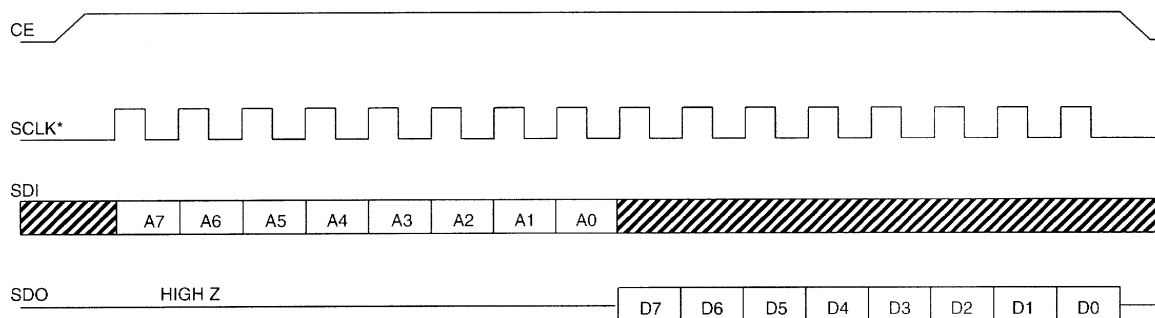 CE
SCLK*
SDI
A7 A6 A5 A4 A3 A2 A1 A0
SDO HIGH Z D7 D6 D5 D4 D3 D2 D1 D0